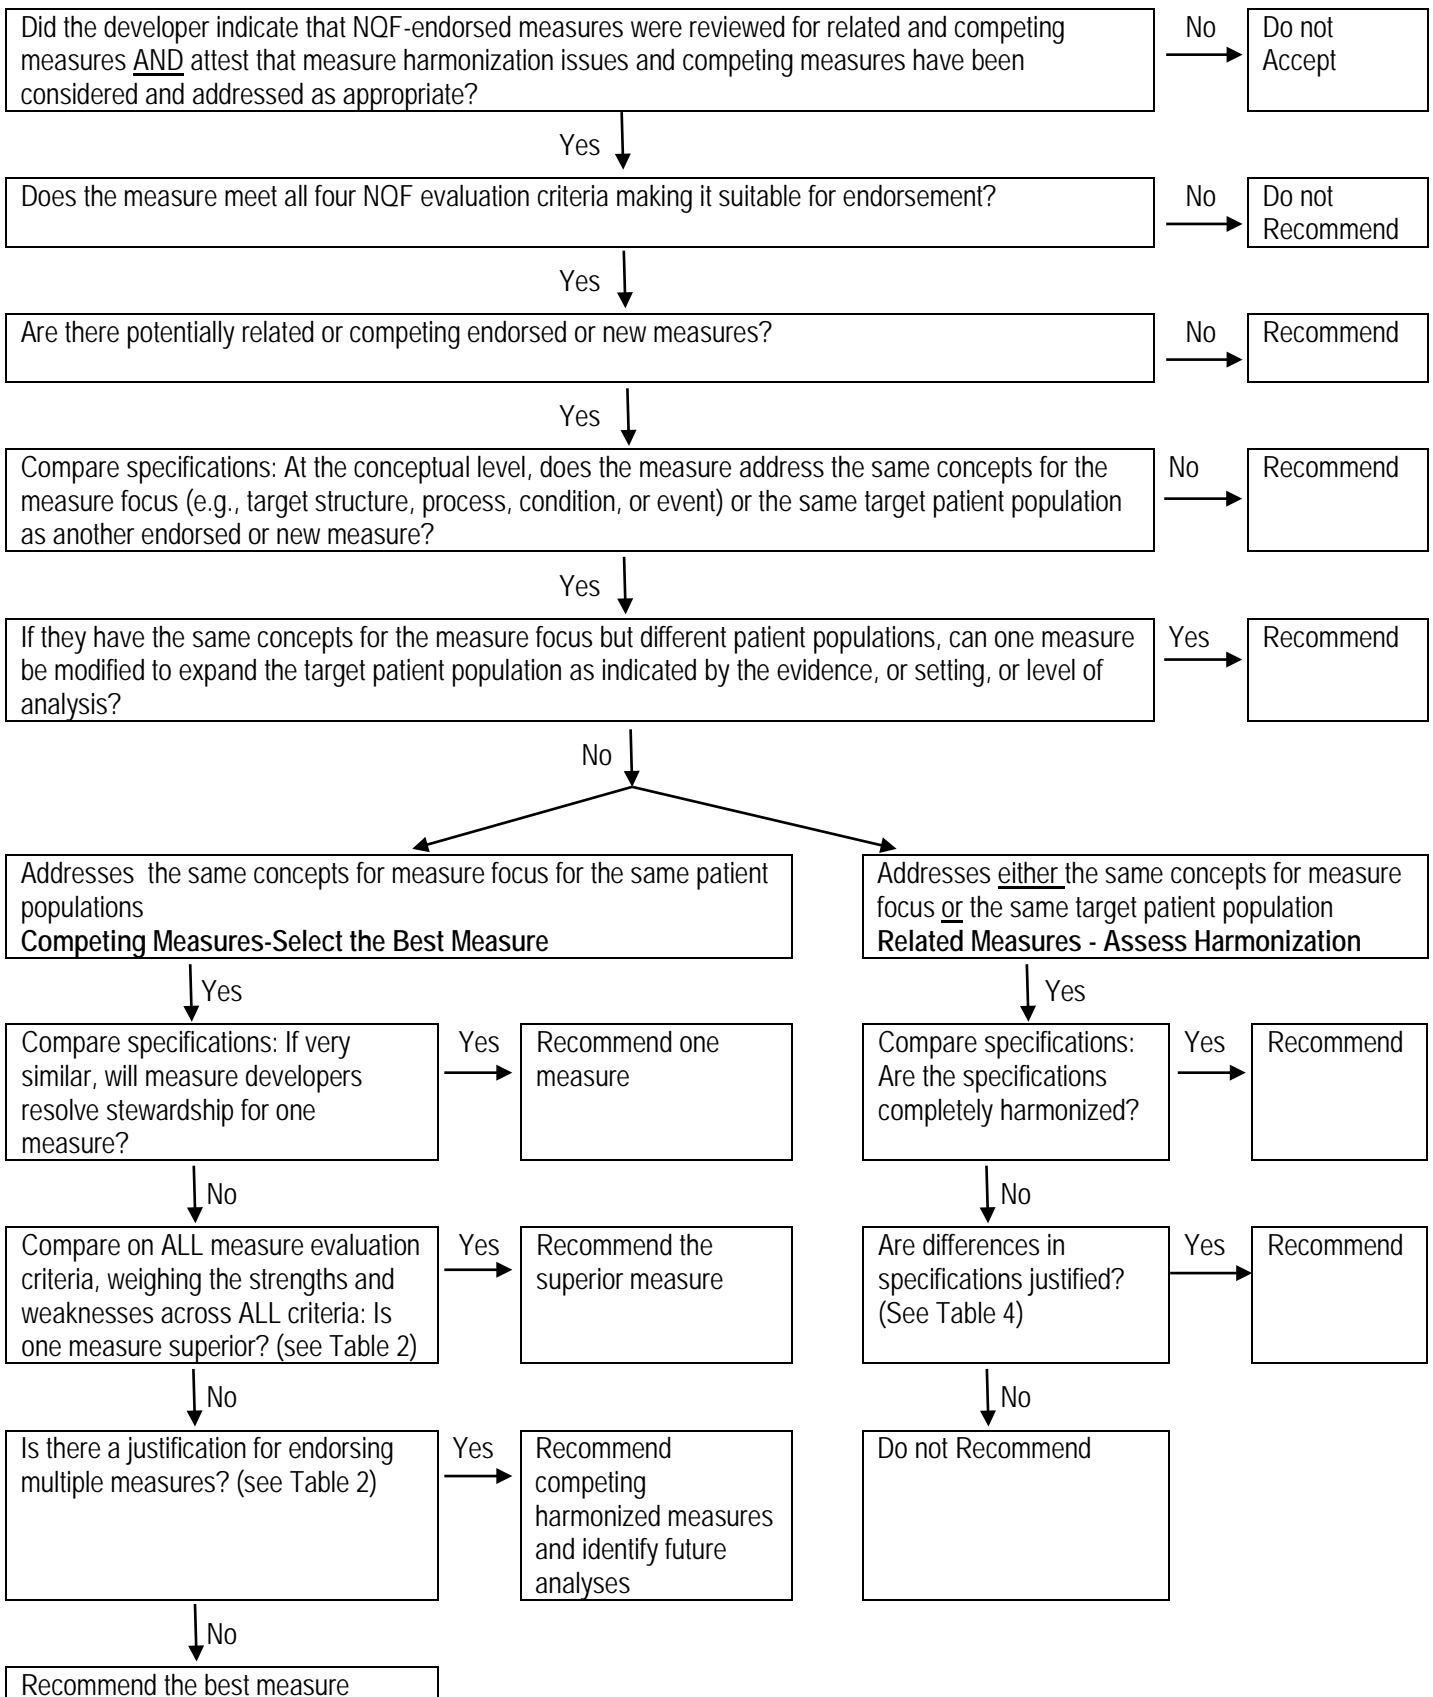 Did the developer indicate that NQF-endorsed measures were reviewed for related and competing
measures AND attest that measure harmonization issues and competing measures have been
considered and addressed as appropriate?
No
Do not
Accept
Yes
Does the measure meet all four NQF evaluation criteria making it suitable for endorsement?
No
Do not
Recommend
Yes
Are there potentially related or competing endorsed or new measures?
No
Recommend
Yes
Compare specifications: At the conceptual level, does the measure address the same concepts for the
measure focus (e.g., target structure, process, condition, or event) or the same target patient population
as another endorsed or new measure?
No
Recommend
Yes
If they have the same concepts for the measure focus but different patient populations, can one measure
be modified to expand the target patient population as indicated by the evidence, or setting, or level of
analysis?
Yes
Recommend
No
Addresses the same concepts for measure focus for the same patient
populations
Competing Measures-Select the Best Measure
Addresses either the same concepts for measure
focus or the same target patient population
Related Measures - Assess Harmonization
Yes
Yes
Compare specifications: If very
similar, will measure developers
resolve stewardship for one
measure?
Yes
Recommend one
measure
Compare specifications:
Are the specifications
completely harmonized?
Yes
Recommend
No
No
Compare on ALL measure evaluation
criteria, weighing the strengths and
weaknesses across ALL criteria: Is
one measure superior? (see Table 2)
Yes
Recommend the
superior measure
Are differences in
specifications justified?
(See Table 4)
Yes
Recommend
No
No
Is there a justification for endorsing
multiple measures? (see Table 2)
Yes
Recommend
competing
harmonized measures
and identify future
analyses
Do not Recommend
No
Recommend the best measure